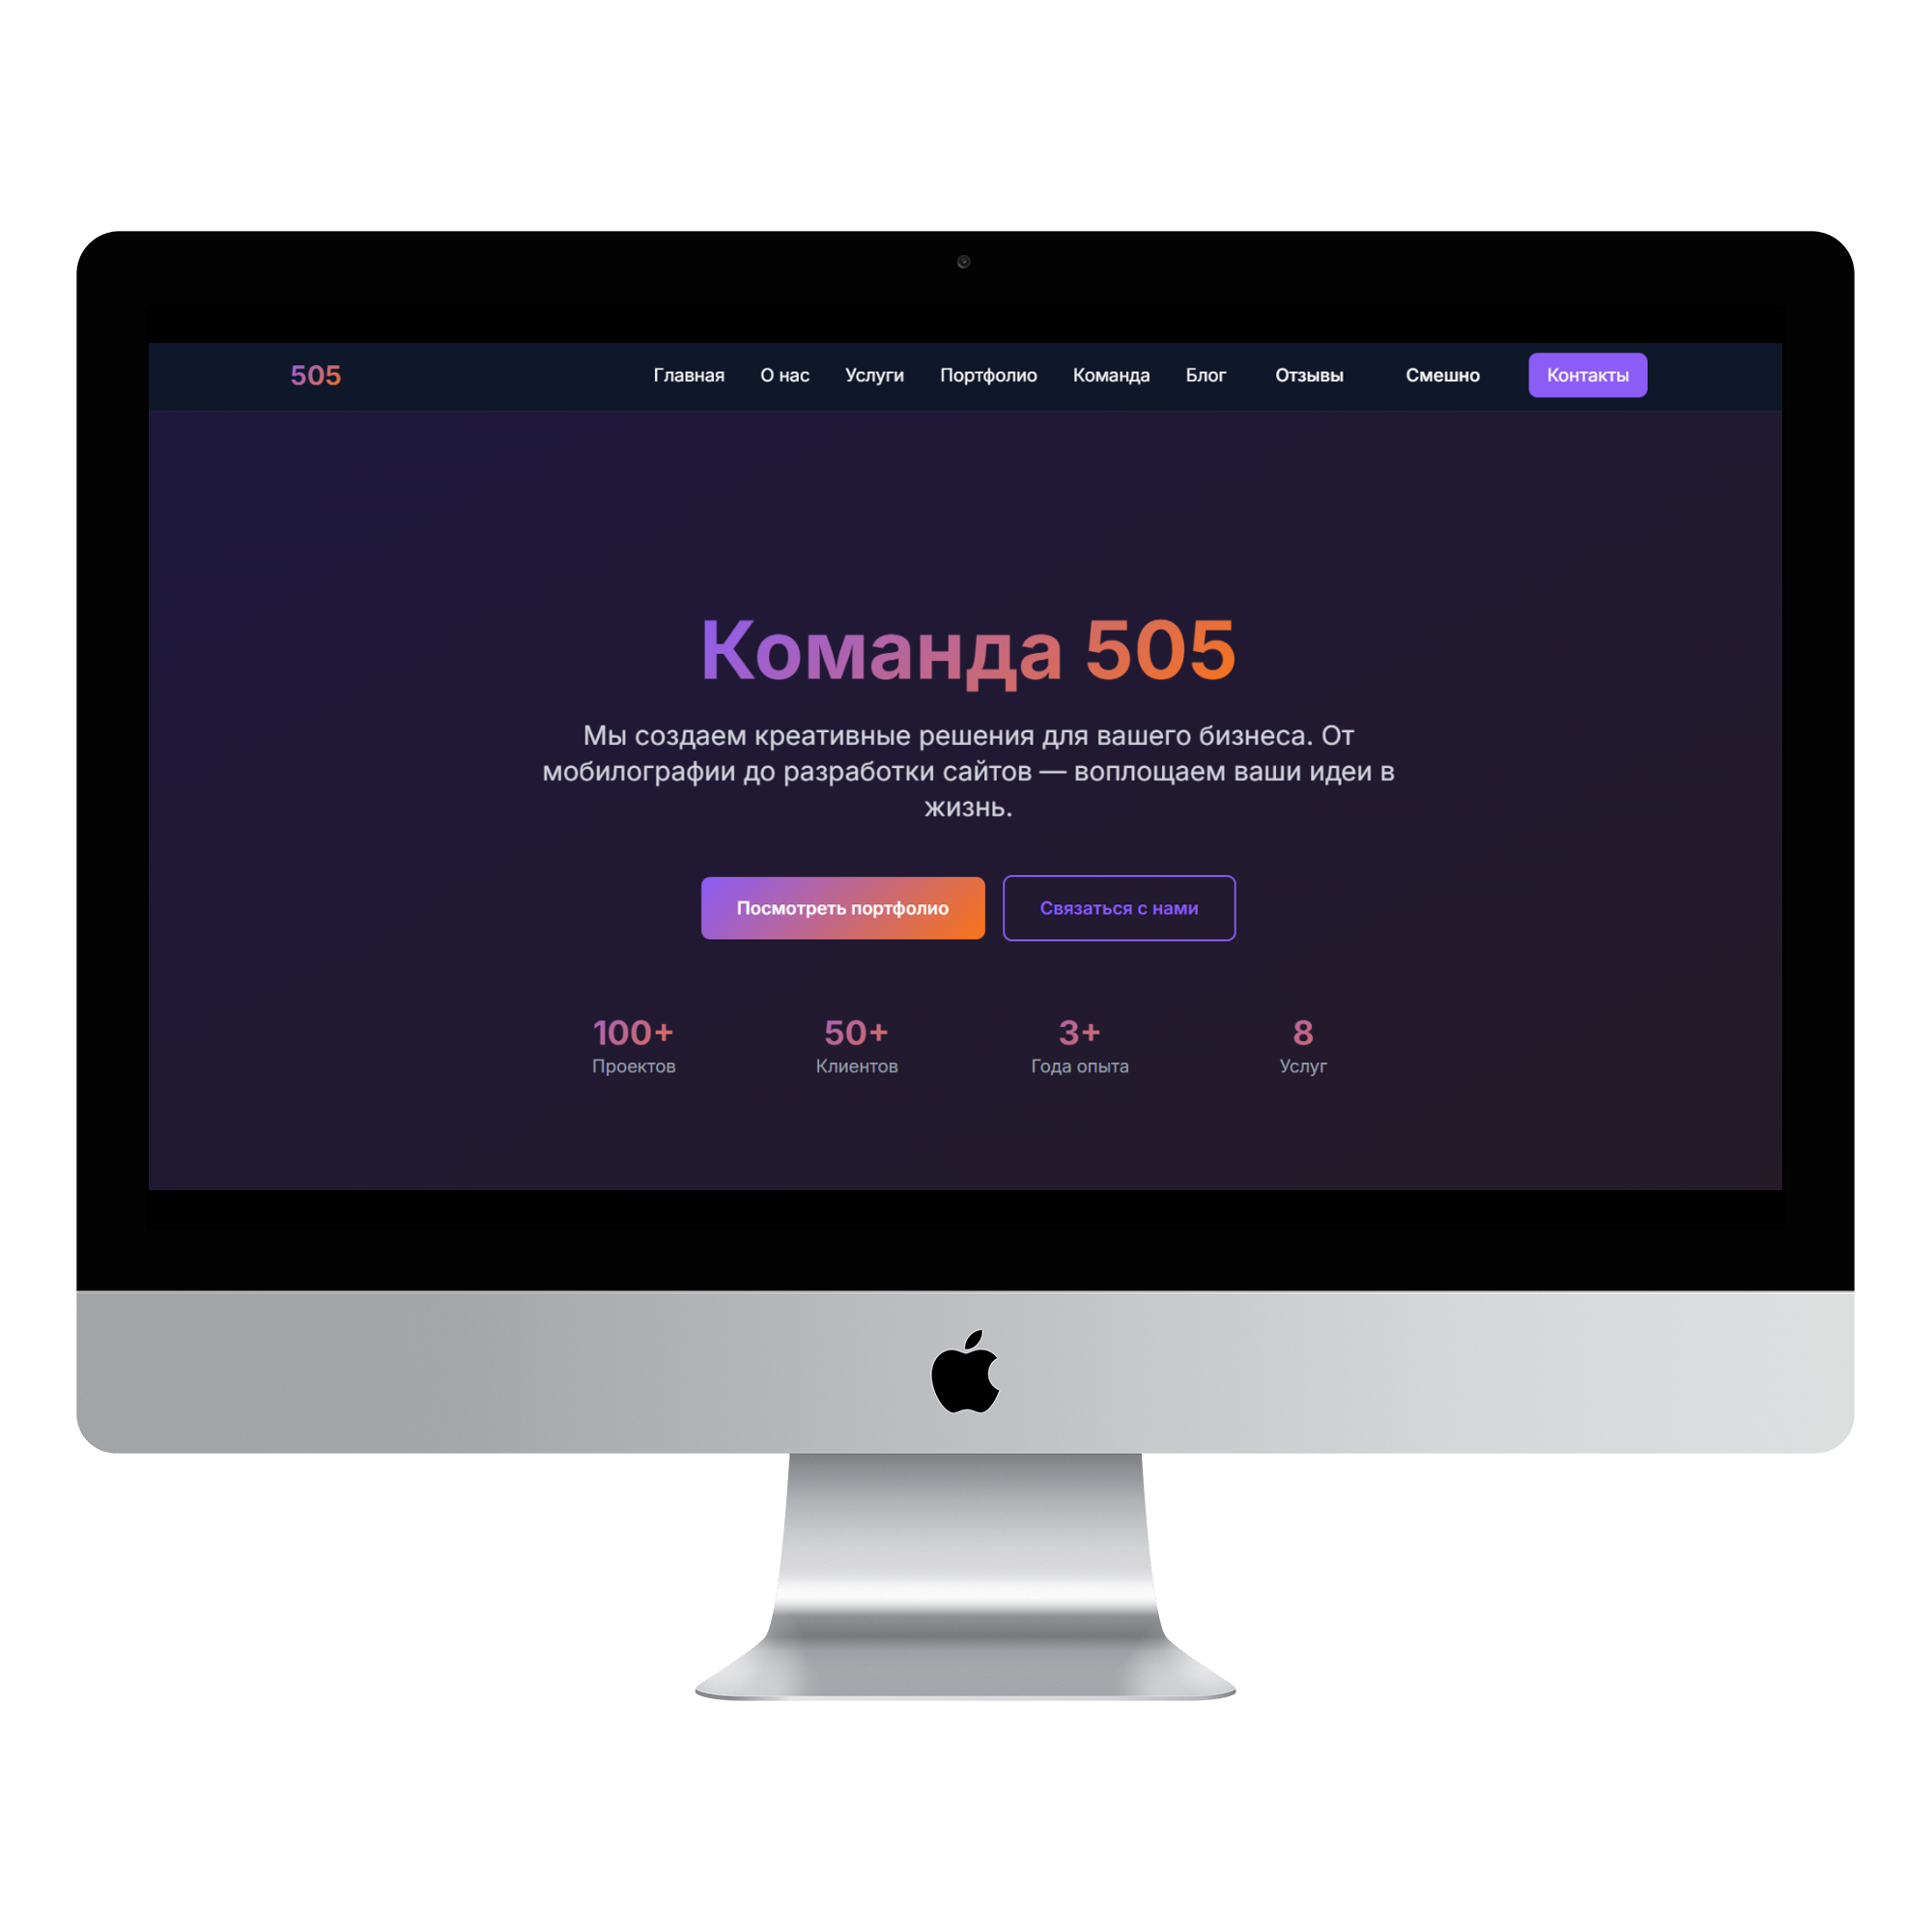 505 Главная О нас Услуги Портфолио Команда Блог Отзывы Смешно Контакты
Команда 505
Мы создаем креативные решения для вашего бизнеса. От
мобилографии до разработки сайтов — воплощаем ваши идеи в
жизнь.
Посмотреть портфолио Связаться с нами
100+ 50+ 3+ 8
Проектов Клиентов Года опыта Услуг